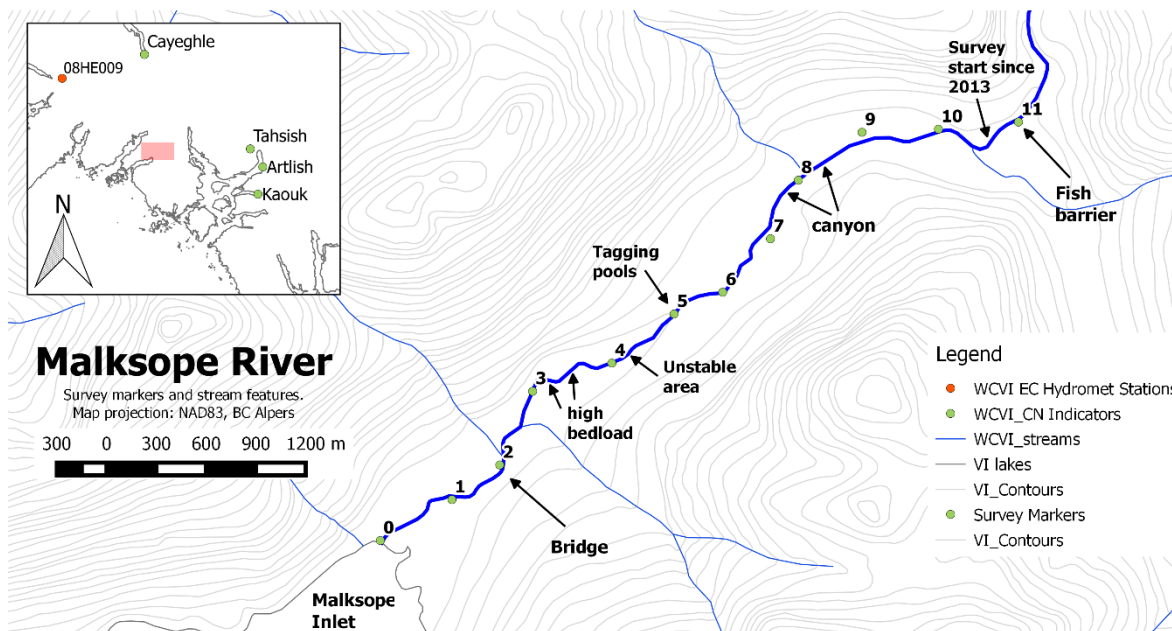 Cayeghle
08HE009
Tahsish
Artlish
Kaouk
N
Malksope River
Survey markers and stream features.
Map projection: NAD83, BC Alpers
300 0 300 600 900 1200 m
Survey
start since
2013
11
10
9
8
Fish
barrier
canyon
7
Tagging
pools
6
5
4
Unstable
area
3
high
bedload
2
1
Bridge
0
Malksope
Inlet
Legend
WCVI EC Hydromet Stations
WCVI_CN Indicators
WCVI_streams
VI lakes
VI_Contours
Survey Markers
VI_Contours